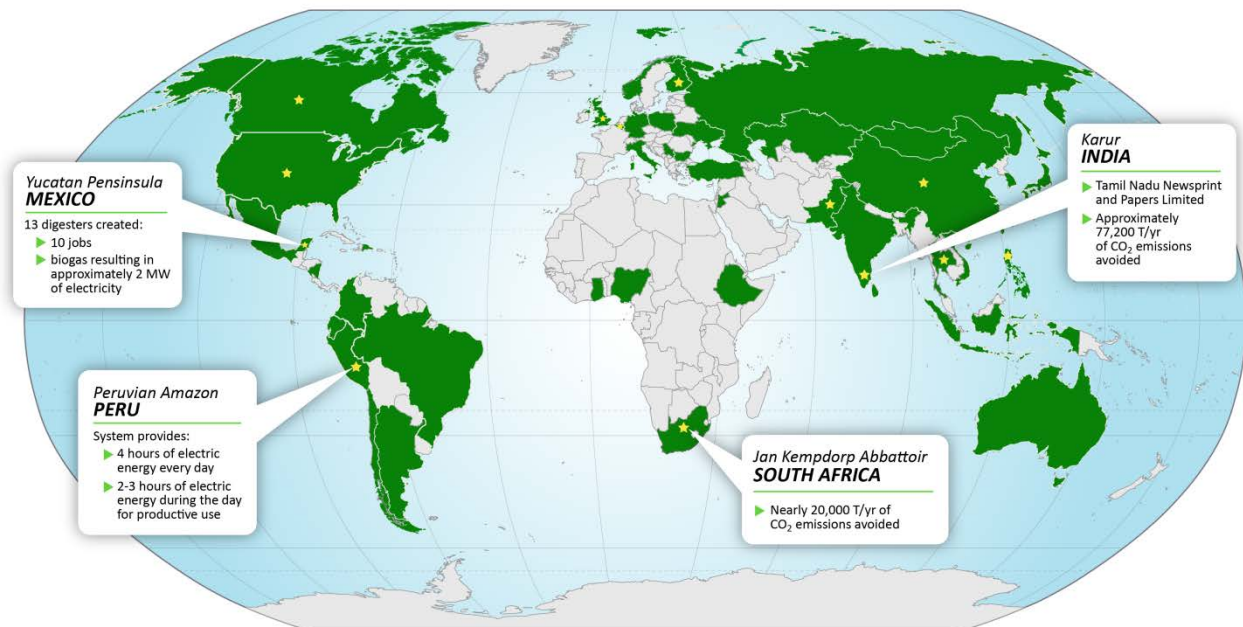 Yucatan Pensinsula
MEXICO
13 digesters created:
10 jobs
biogas resulting in
approximately 2 MW
of electricity
Peruvian Amazon
PERU
System provides:
4 hours of electric
energy every day
2-3 hours of electric
energy during the day
for productive use
Jan Kempdorp Abbattoir
SOUTH AFRICA
Nearly 20,000 T/yr of
CO₂ emissions avoided
Karur
INDIA
Tamil Nadu Newsprint
and Papers Limited
Approximately
77,200 T/yr
of CO₂ emissions
avoided